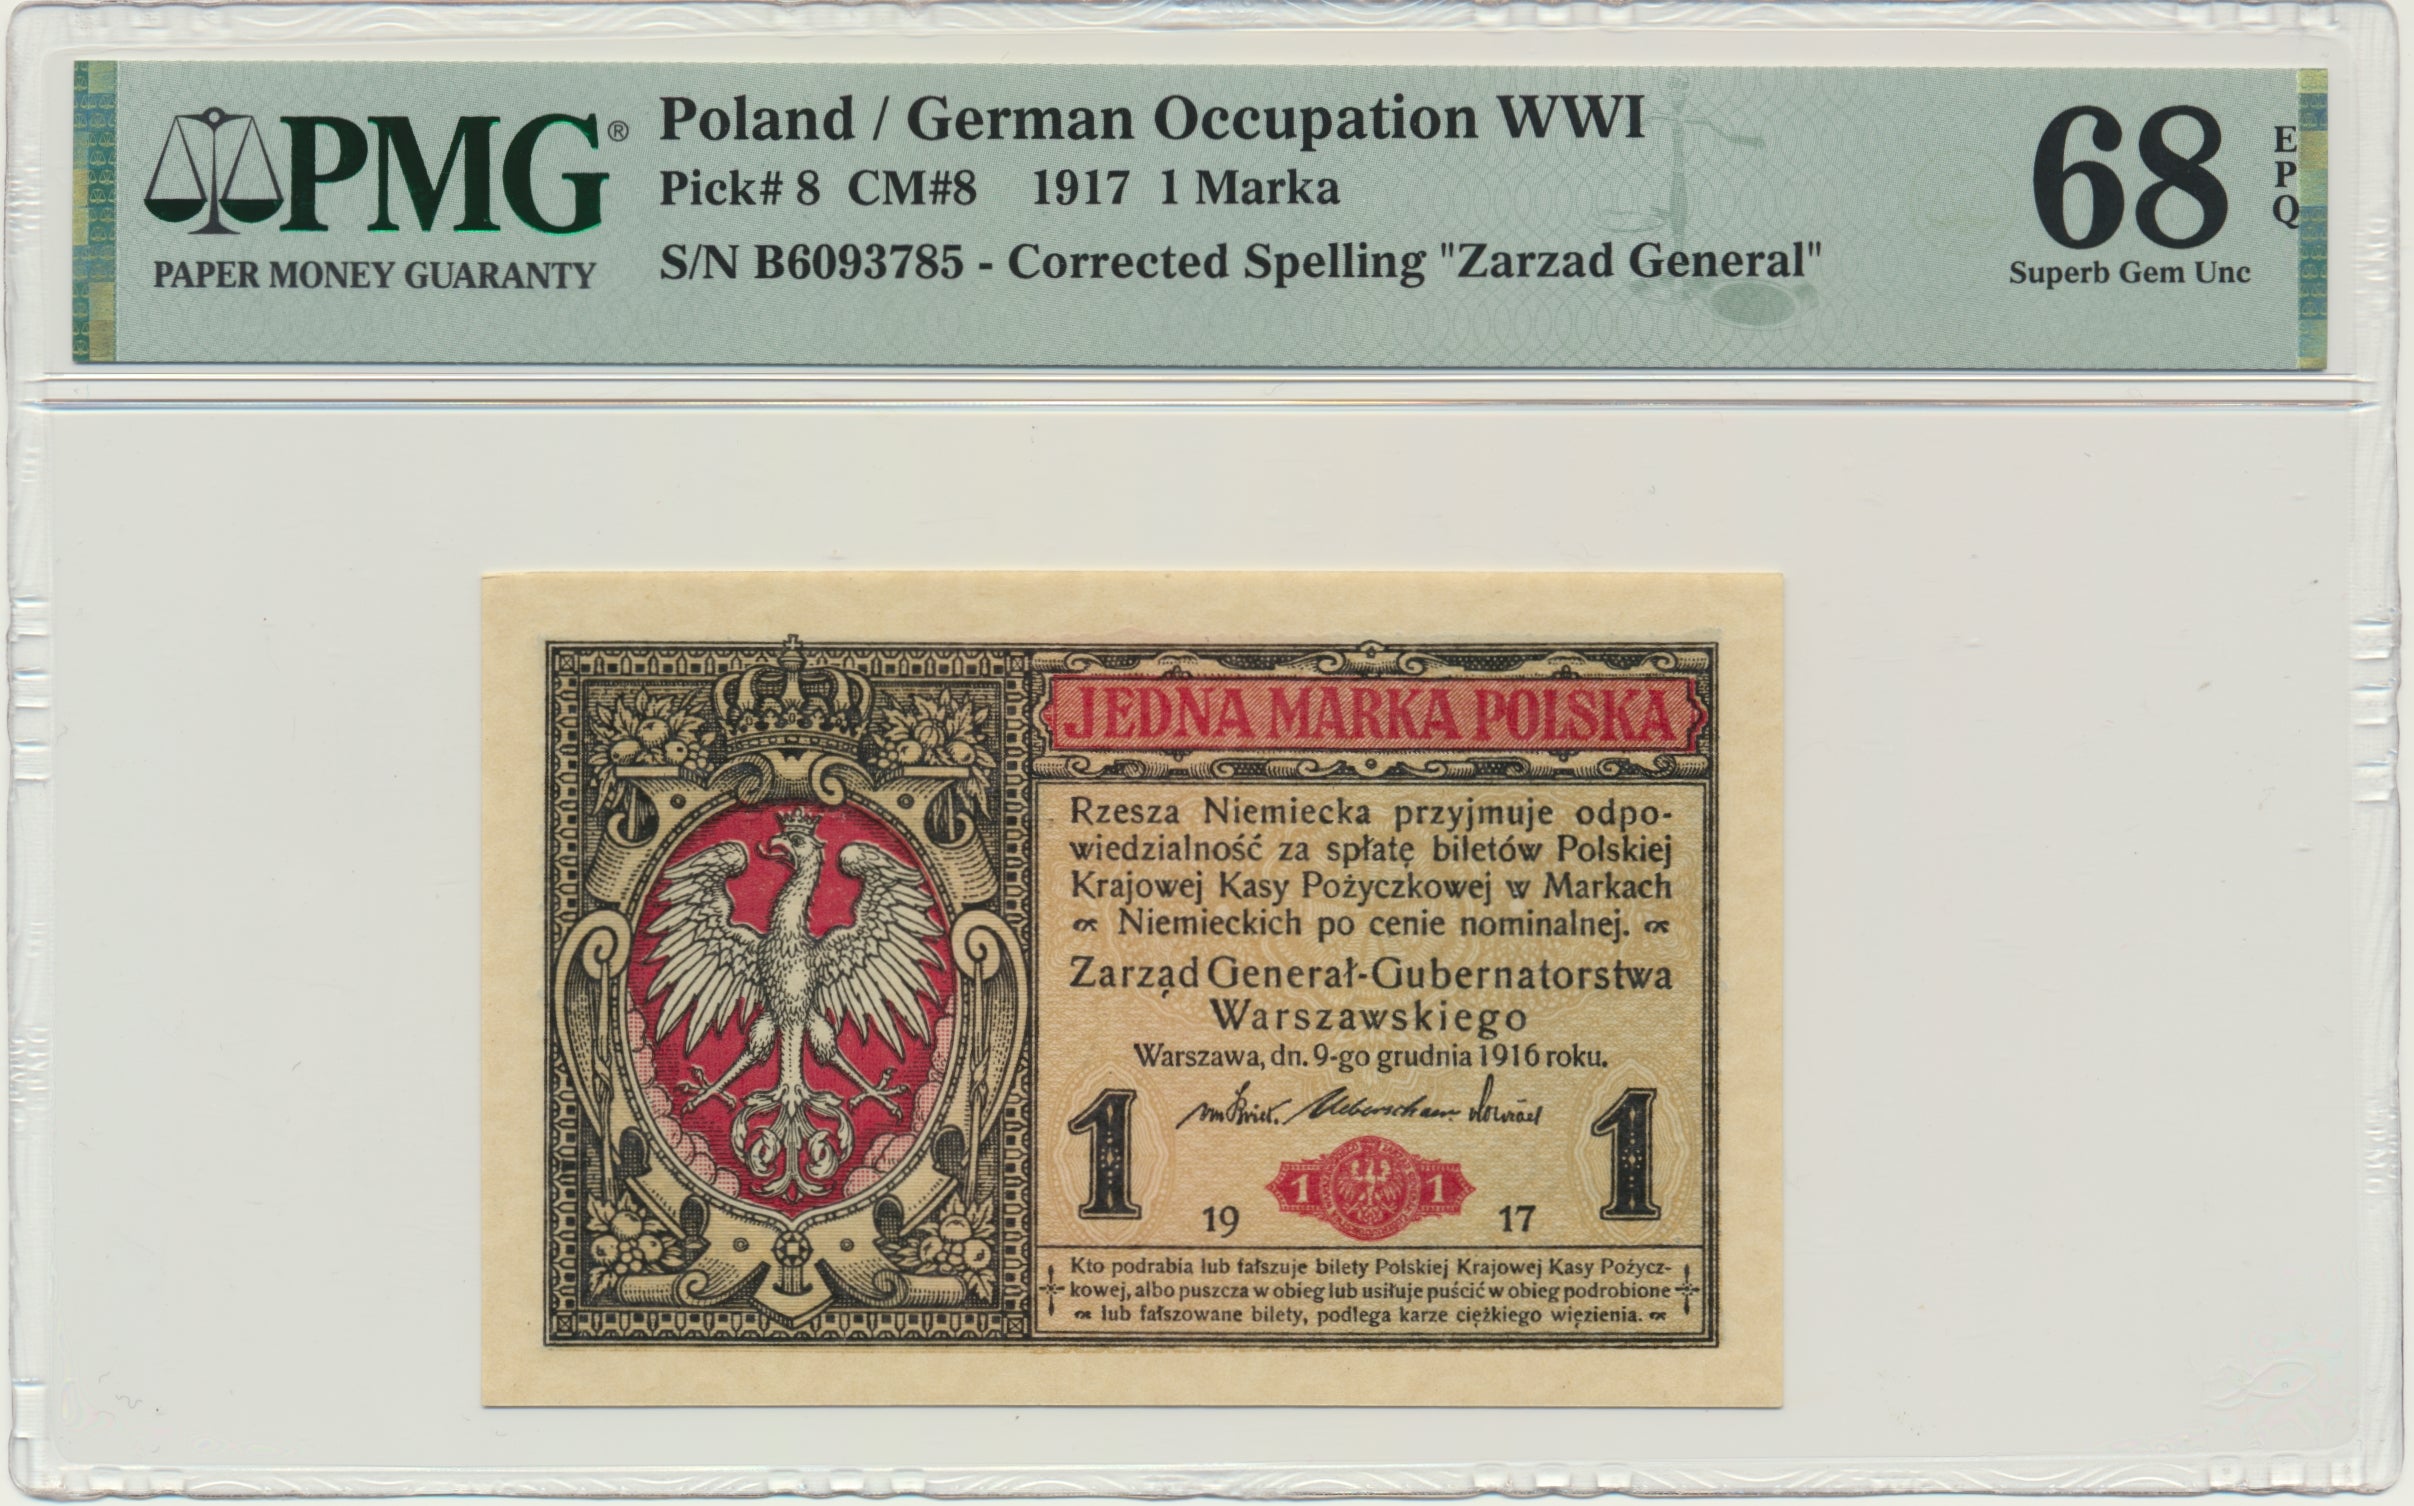 PMG®
PAPER MONEY GUARANTY
Poland / German Occupation WWI
Pick# 8 CM#8 1917 1 Marka
S/N B6093785 - Corrected Spelling "Zarzad General"
68
EPQ
Superb Gem Unc
JEDNA MARKA POLSKA
Rzesza Niemiecka przyjmuje odpo-
wiedzialność za spłatę biletów Polskiej
Krajowej Kasy Pożyczkowej w Markach
Niemieckich po cenie nominalnej.
Zarząd Generał-Gubernatorstwa
Warszawskiego
Warszawa, dn. 9-go grudnia 1916 roku.
1 1
1 1
19 17
Kto podrabia lub fałszuje bilety Polskiej Krajowej Kasy Pożycz-
kowej, albo puszcza w obieg lub usiłuje puścić w obieg podrobione
lub fałszowane bilety, podlega karze ciężkiego więzienia.